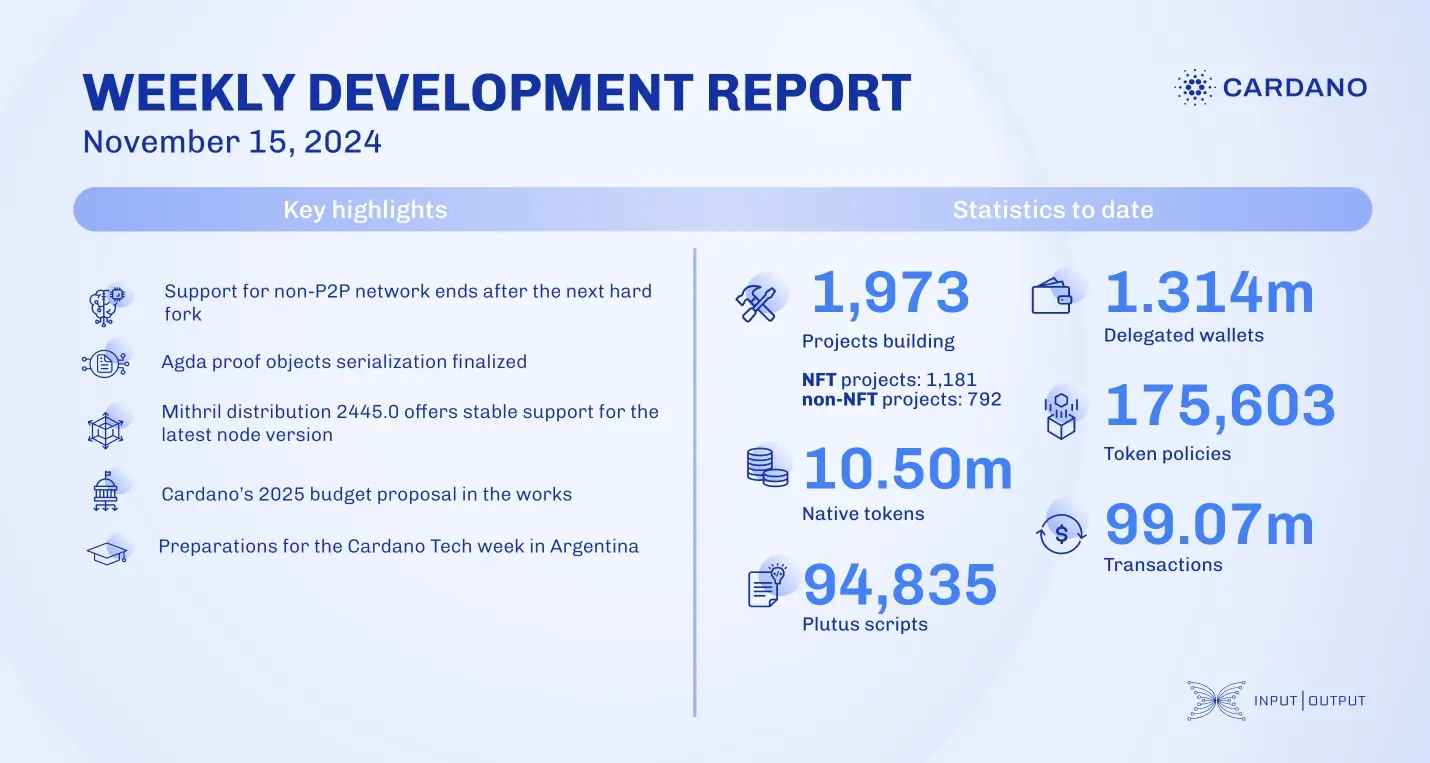 WEEKLY DEVELOPMENT REPORT
November 15, 2024
CARDANO
Key highlights
Statistics to date
Support for non-P2P network ends after the next hard
fork
Agda proof objects serialization finalized
Mithril distribution 2445.0 offers stable support for the
latest node version
Cardano’s 2025 budget proposal in the works
Preparations for the Cardano Tech week in Argentina
1,973
Projects building
NFT projects: 1,181
non-NFT projects: 792
10.50m
Native tokens
94,835
Plutus scripts
1.314m
Delegated wallets
175,603
Token policies
$
99.07m
Transactions
INPUT | OUTPUT